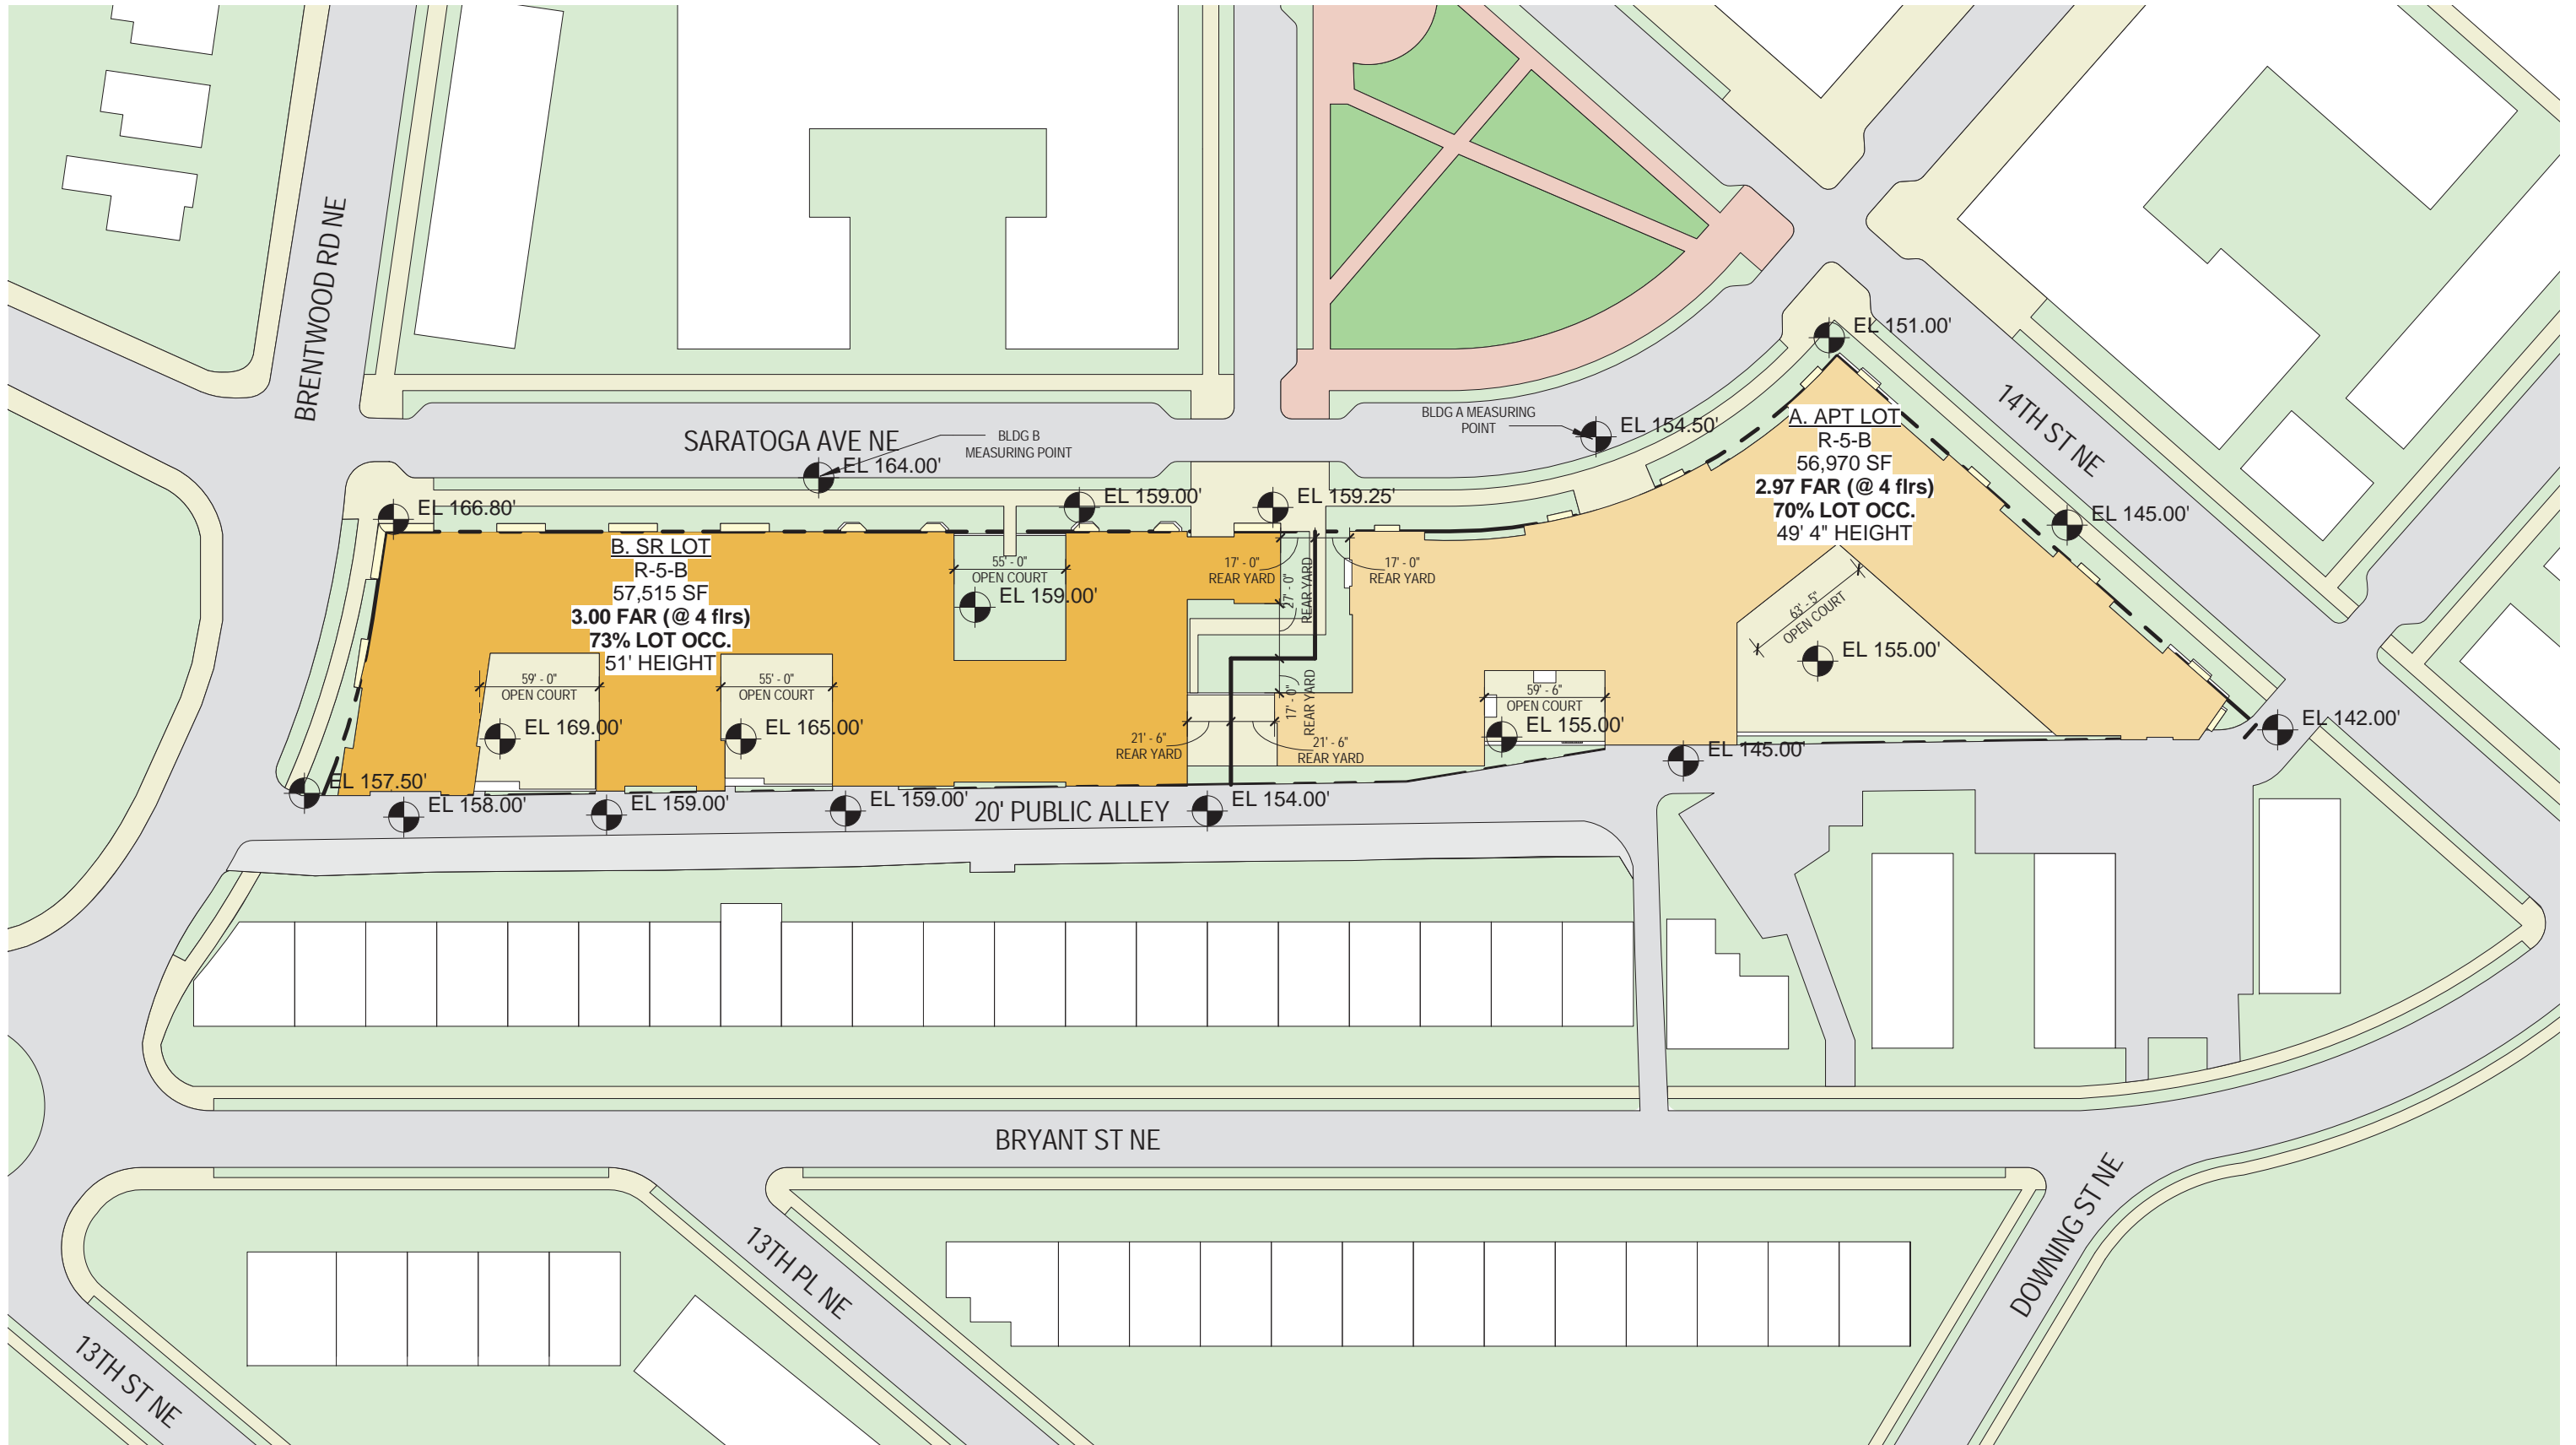 BRENTWOOD RD NE
SARATOGA AVE NE
BLDG B
MEASURING POINT
EL 164.00'
EL 166.80'
EL 159.00'
EL 159.25'
BLDG A MEASURING
POINT
EL 154.50'
EL 151.00'
14TH ST NE
A. APT LOT
R-5-B
56,970 SF
2.97 FAR (@ 4 flrs)
70% LOT OCC.
49' 4" HEIGHT
EL 145.00'
B. SR LOT
R-5-B
57,515 SF
3.00 FAR (@ 4 flrs)
73% LOT OCC.
51' HEIGHT
55' - 0"
OPEN COURT
EL 159.00'
17' - 0"
REAR YARD
27' - 0"
REAR YARD
17' - 0"
REAR YARD
63' - 5"
OPEN COURT
EL 155.00'
59' - 0"
OPEN COURT
EL 169.00'
55' - 0"
OPEN COURT
EL 165.00'
17' - 0"
REAR YARD
21' - 6"
REAR YARD
21' - 6"
REAR YARD
59' - 6"
OPEN COURT
EL 155.00'
EL 145.00'
EL 142.00'
EL 157.50'
EL 158.00'
EL 159.00'
EL 159.00'
20' PUBLIC ALLEY
EL 154.00'
BRYANT ST NE
13TH PL NE
13TH ST NE
DOWNING ST NE